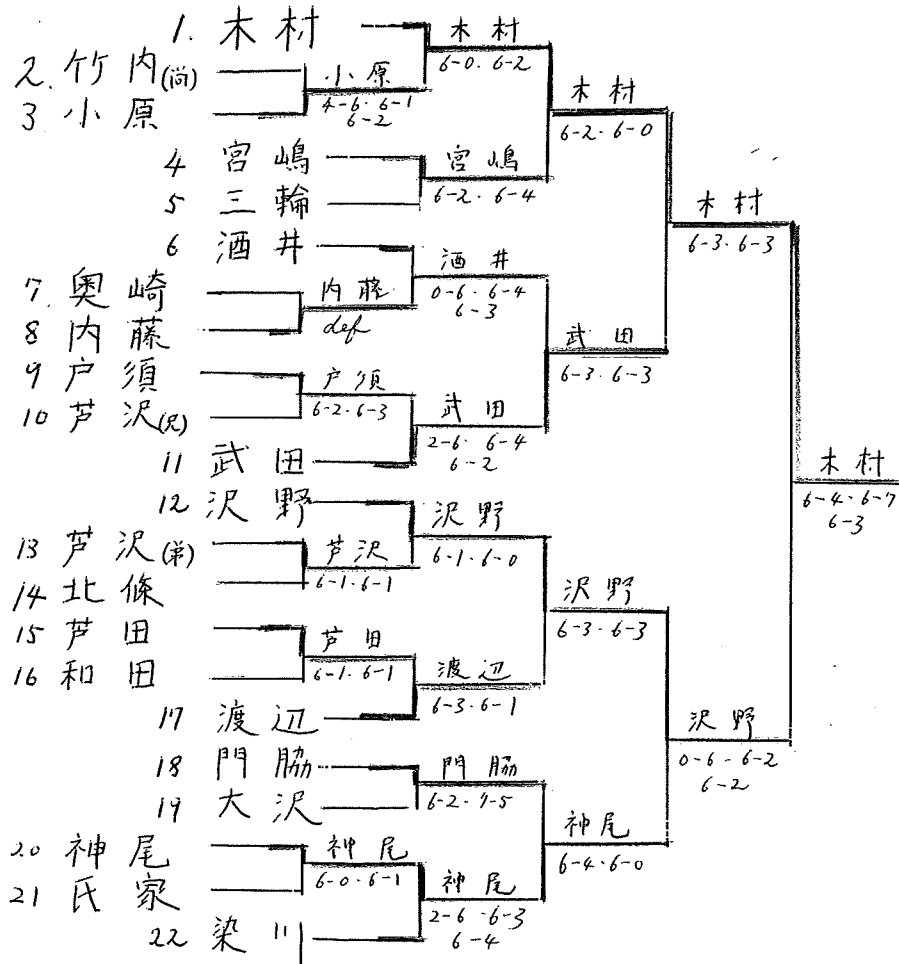 1. 木村
2. 竹内(尚)
3 小原
4 宮嶋
5 三輪
6 酒井
7. 奥崎
8 内藤
9 戸須
10 芦沢(兄)
11 武田
12 沢野
13 芦沢(弟)
14 北條
15 芦田
16 和田
17 渡辺
18 門脇
19 大沢
20 神尾
21 氏家
22 染川
小原
4-6・6-1
6-2
内藤
def
戸須
6-2・6-3
芦沢
6-1・6-1
芦田
6-1・6-1
神尾
6-0・6-1
木村
6-0・6-2
宮嶋
6-2・6-4
酒井
0-6・6-4
6-3
武田
2-6・6-4
6-2
沢野
6-1・6-0
渡辺
6-3・6-1
門脇
6-2・7-5
神尾
2-6・6-3
6-4
木村
6-2・6-0
武田
6-3・6-3
沢野
6-3・6-3
神尾
6-4・6-0
木村
6-3・6-3
沢野
0-6・6-2
6-2
木村
6-4・6-7
6-3